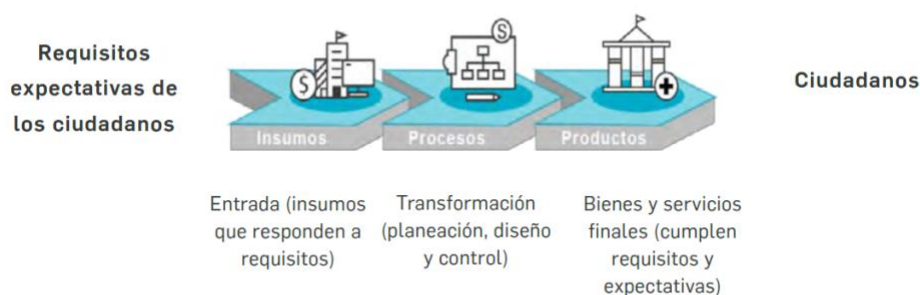 Requisitos
expectativas de
los ciudadanos
$
Insumos
$
Procesos
Productos
Ciudadanos
Entrada (insumos
que responden a
requisitos)
Transformación
(planeación, diseño
y control)
Bienes y servicios
finales (cumplen
requisitos y
expectativas)